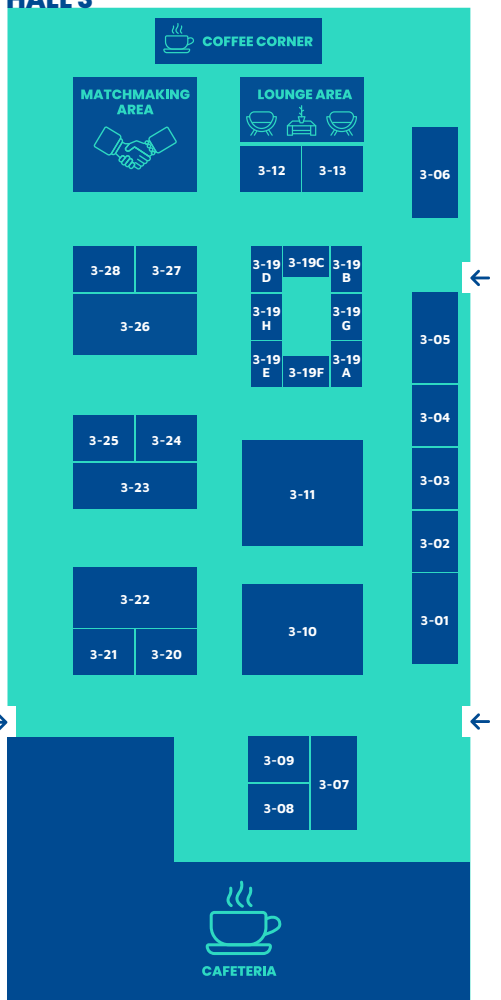 HALL 3
COFFEE CORNER
MATCHMAKING
AREA
LOUNGE AREA
3-12
3-13
3-06
3-28
3-27
3-26
3-19
D
3-19C
3-19
B
3-19
H
3-19
G
3-19
E
3-19F
3-19
A
3-05
3-04
3-03
3-02
3-01
3-25
3-24
3-23
3-11
3-22
3-21
3-20
3-10
3-09
3-08
3-07
CAFETERIA